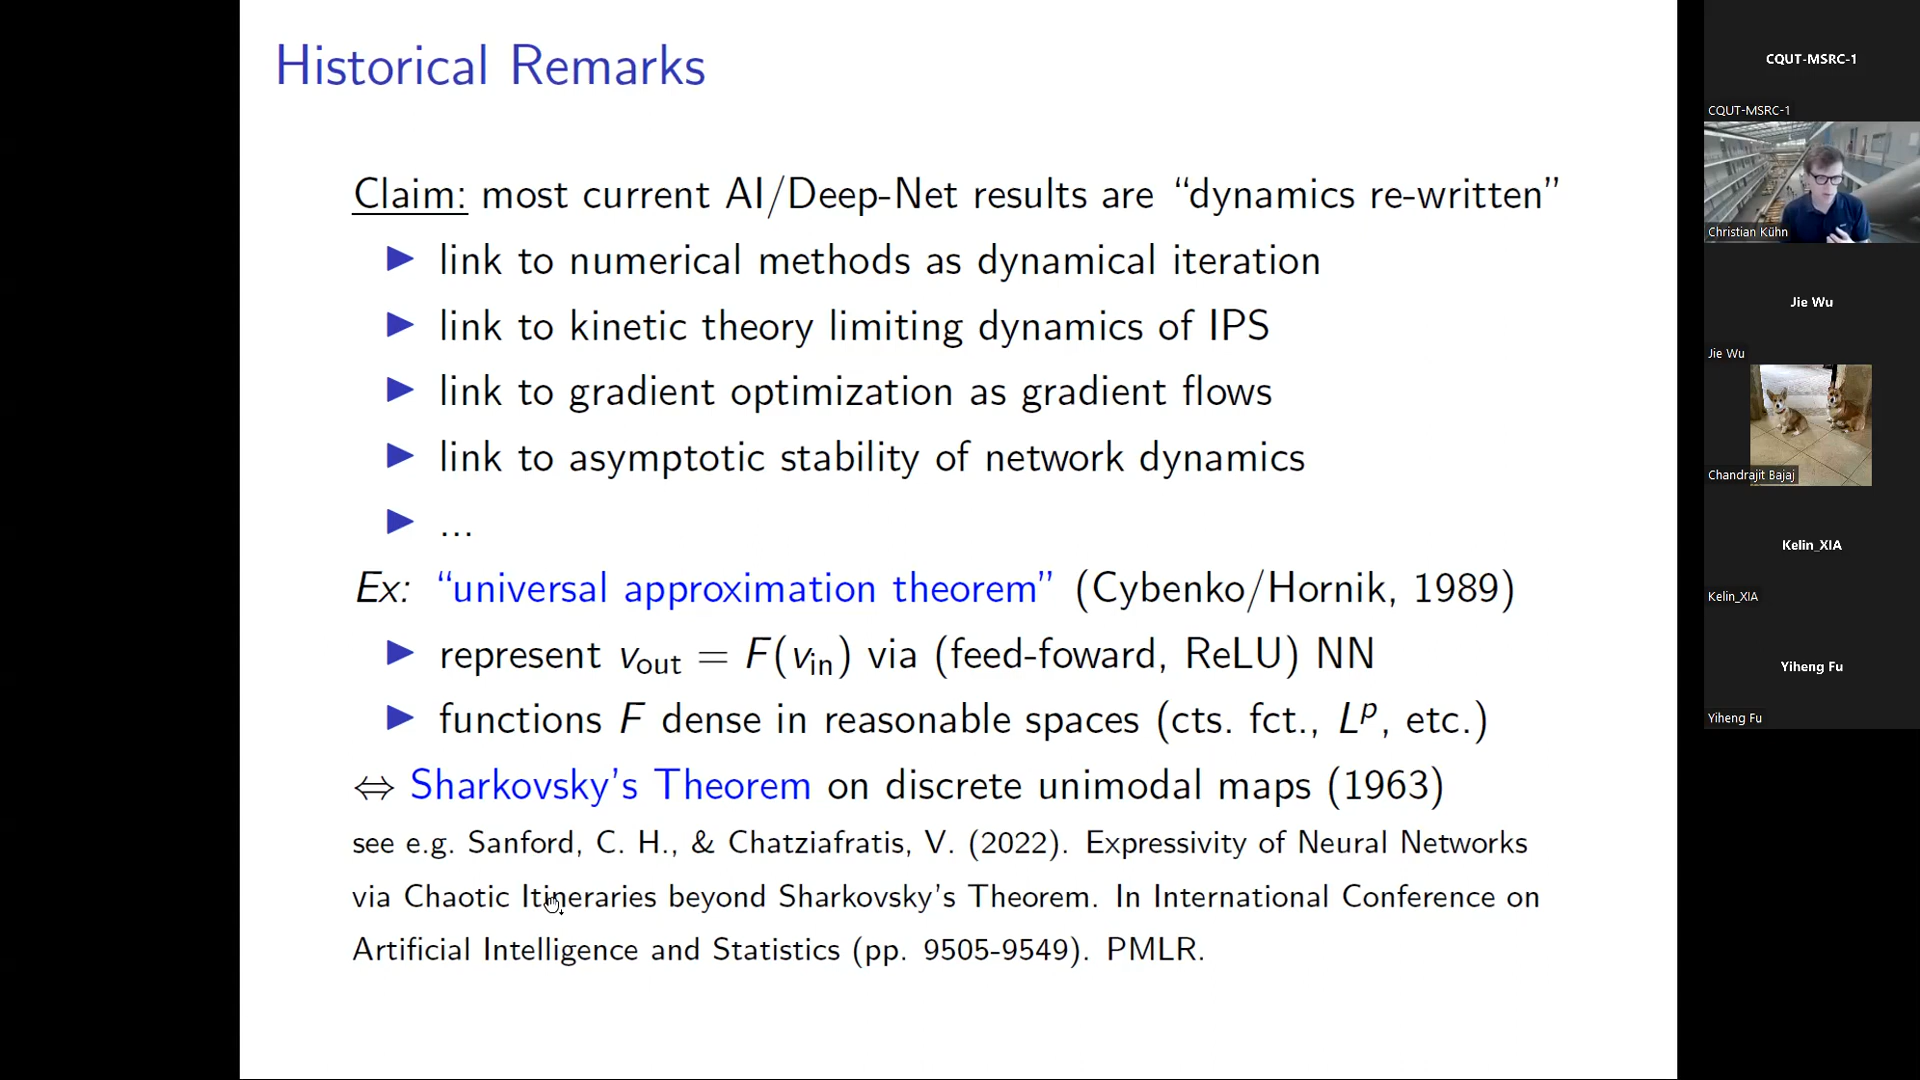 Historical Remarks
Claim: most current AI/Deep-Net results are “dynamics re-written”
▶ link to numerical methods as dynamical iteration
▶ link to kinetic theory limiting dynamics of IPS
▶ link to gradient optimization as gradient flows
▶ link to asymptotic stability of network dynamics
▶ ...
Ex: “universal approximation theorem” (Cybenko/Hornik, 1989)
▶ represent v_out = F(v_in) via (feed-foward, ReLU) NN
▶ functions F dense in reasonable spaces (cts. fct., L^p, etc.)
⇔ Sharkovsky’s Theorem on discrete unimodal maps (1963)
see e.g. Sanford, C. H., & Chatziafratis, V. (2022). Expressivity of Neural Networks
via Chaotic Itineraries beyond Sharkovsky’s Theorem. In International Conference on
Artificial Intelligence and Statistics (pp. 9505-9549). PMLR.
CQUT-MSRC-1
CQUT-MSRC-1
Christian Kühn
Jie Wu
Jie Wu
Chandrajit Bajaj
Kelin_XIA
Kelin_XIA
Yiheng Fu
Yiheng Fu